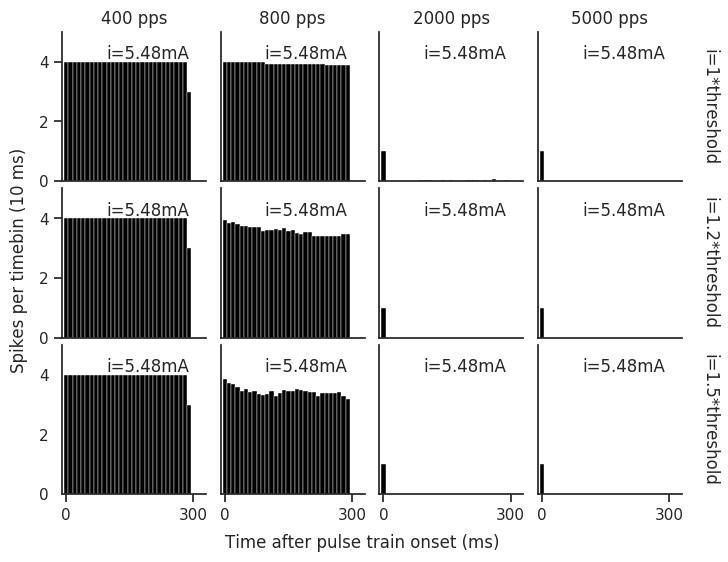 400 pps 800 pps 2000 pps 5000 pps
i=5.48mA i=5.48mA i=5.48mA i=5.48mA
i=1*threshold
4
2
0
i=5.48mA i=5.48mA i=5.48mA i=5.48mA
i=1.2*threshold
4
2
0
i=5.48mA i=5.48mA i=5.48mA i=5.48mA
i=1.5*threshold
4
2
0
Spikes per timebin (10 ms)
0 300 0 300 0 300 0 300
Time after pulse train onset (ms)